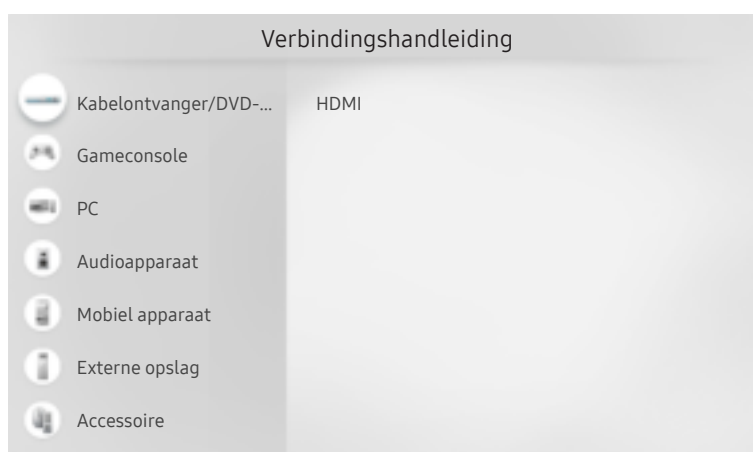 Verbindingshandleiding
Kabelontvanger/DVD-...
HDMI
Gameconsole
PC
Audioapparaat
Mobiel apparaat
Externe opslag
Accessoire